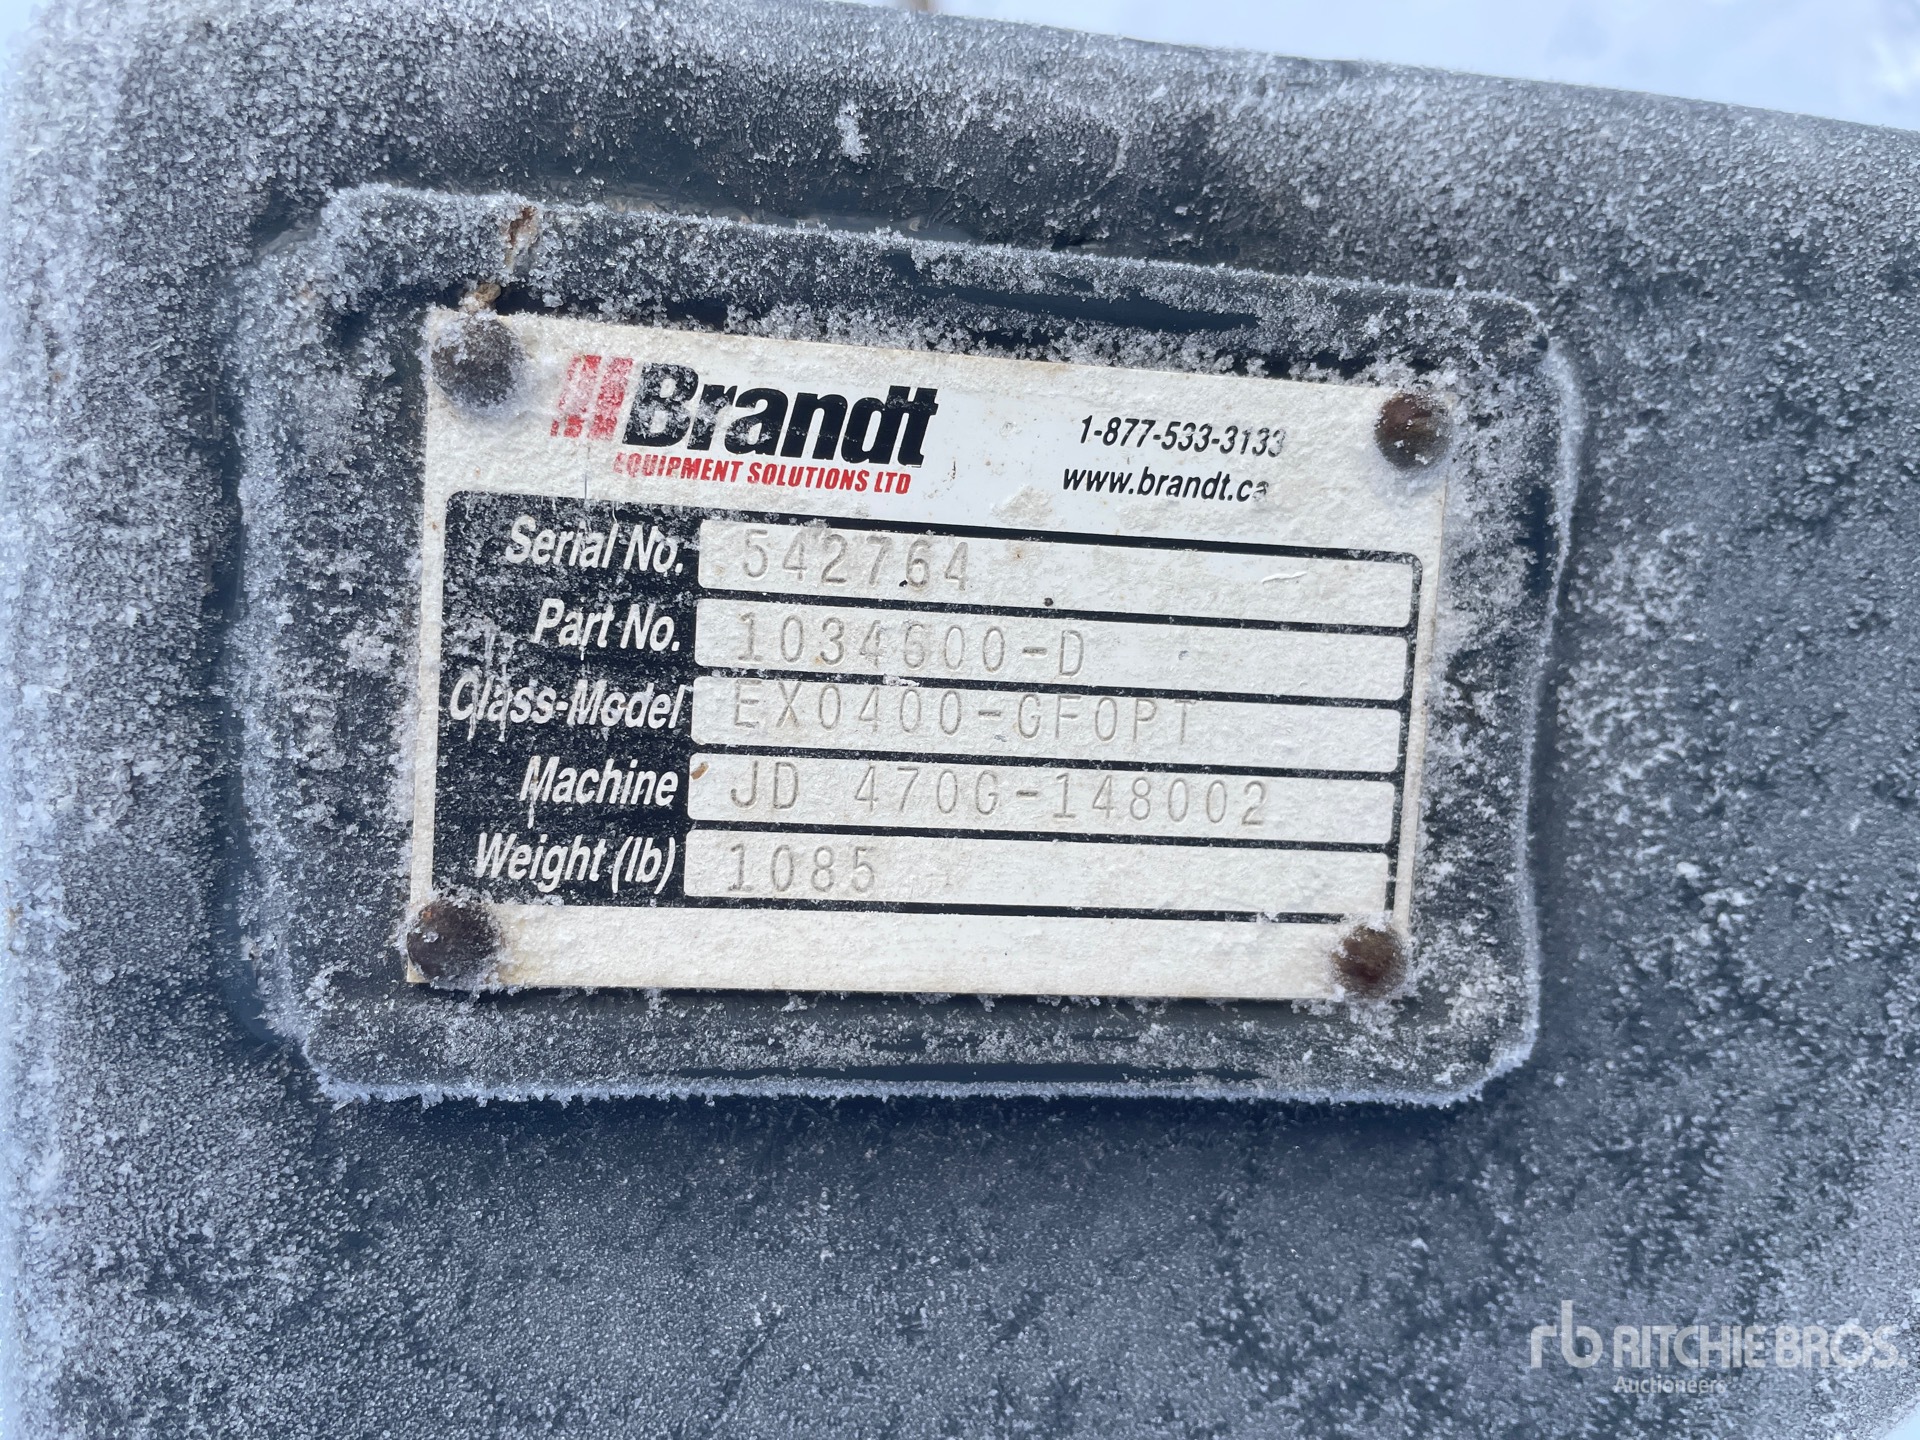 Brandt
EQUIPMENT SOLUTIONS LTD
1-877-533-3133
www.brandt.ca
Serial No. 542764
Part No. 1034600-D
Class-Model EX0400-GFOPT
Machine JD 470G-148002
Weight (lb) 1085
rb RITCHIE BROS.
Auctioneers